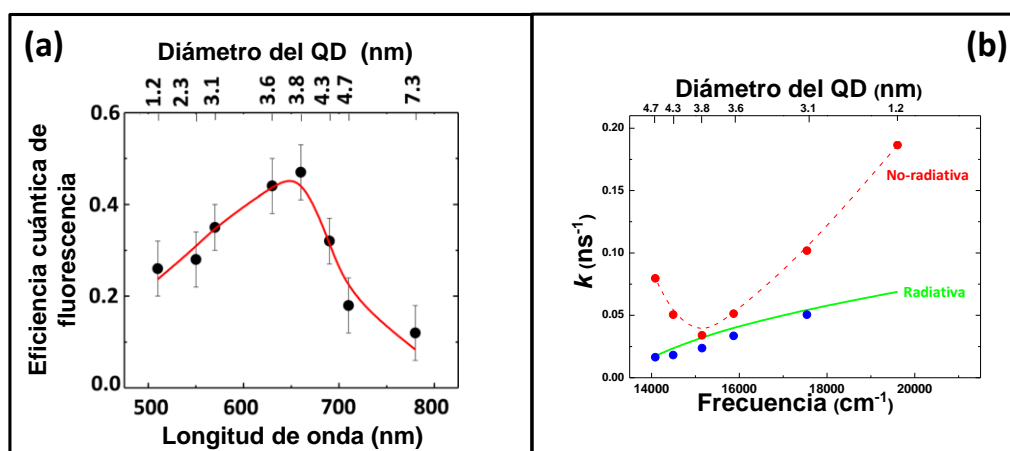 (a)
Diámetro del QD (nm)
1.2 2.3 3.1 3.6 3.8 4.3 4.7 7.3
Eficiencia cuántica de
fluorescencia
0.6
0.4
0.2
0.0
500 600 700 800
Longitud de onda (nm)
(b)
Diámetro del QD (nm)
4.7 4.3 3.8 3.6 3.1 1.2
k (ns-1)
0.20
0.15
0.10
0.05
0.00
No-radiativa
Radiativa
14000 16000 18000 20000
Frecuencia (cm-1)